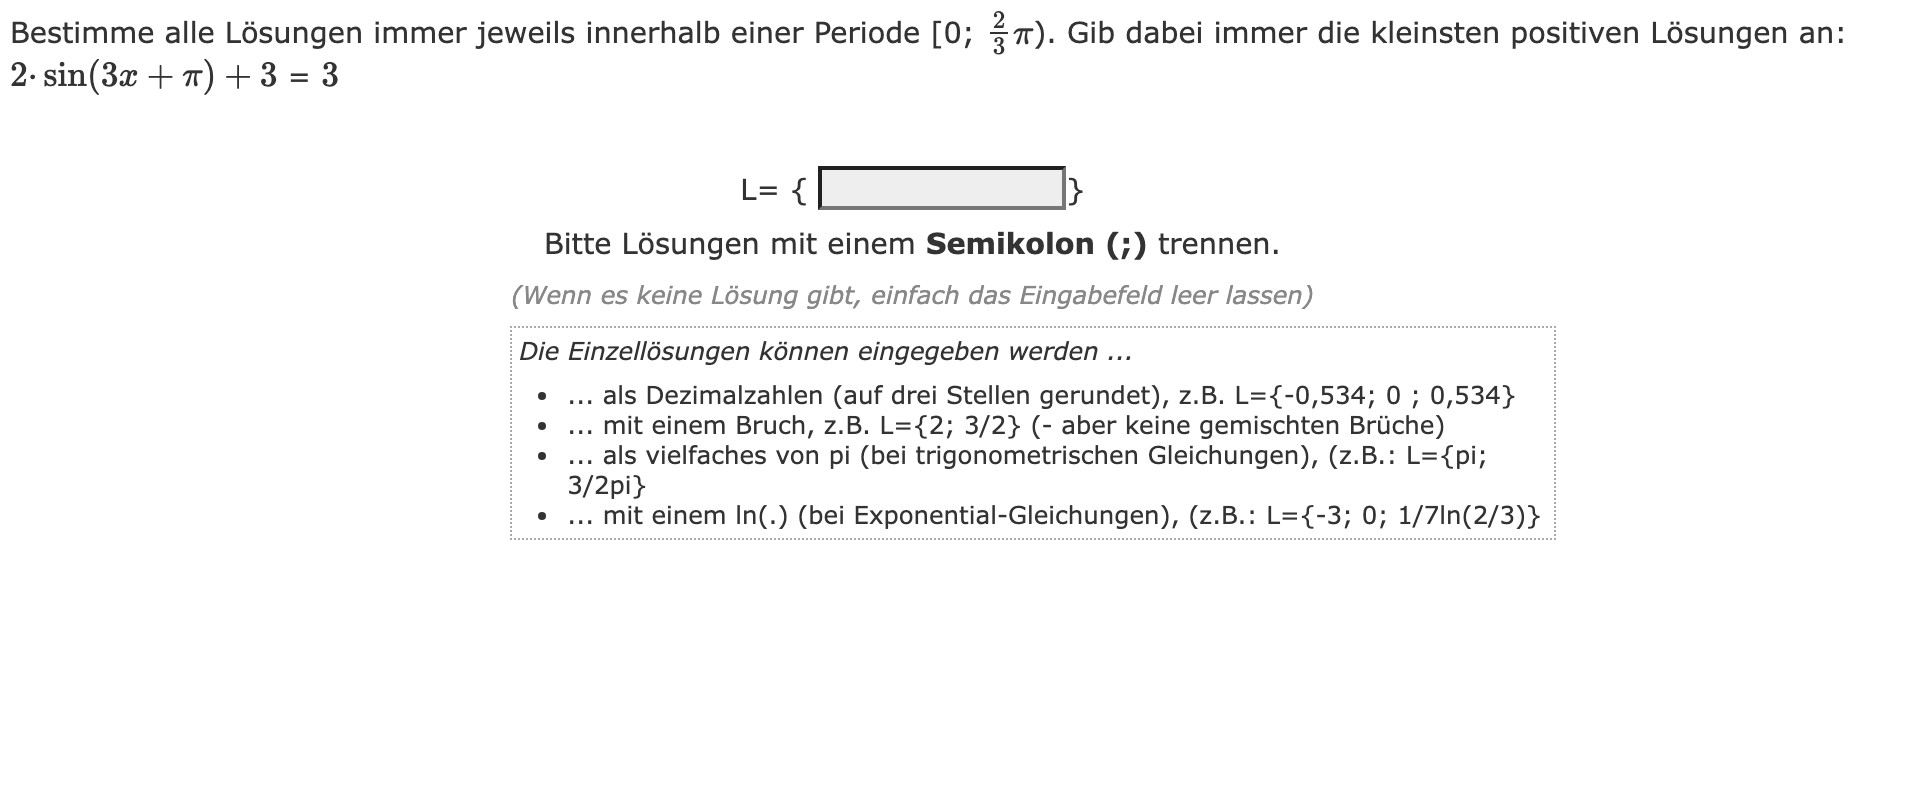 Bestimme alle Lösungen immer jeweils innerhalb einer Periode [0; 2/3 π). Gib dabei immer die kleinsten positiven Lösungen an:
2· sin(3x + π) + 3 = 3
L= { }
Bitte Lösungen mit einem Semikolon (;) trennen.
(Wenn es keine Lösung gibt, einfach das Eingabefeld leer lassen)
Die Einzellösungen können eingegeben werden ...
• ... als Dezimalzahlen (auf drei Stellen gerundet), z.B. L={-0,534; 0 ; 0,534}
• ... mit einem Bruch, z.B. L={2; 3/2} (- aber keine gemischten Brüche)
• ... als vielfaches von pi (bei trigonometrischen Gleichungen), (z.B.: L={pi;
3/2pi}
• ... mit einem ln(.) (bei Exponential-Gleichungen), (z.B.: L={-3; 0; 1/7ln(2/3)}